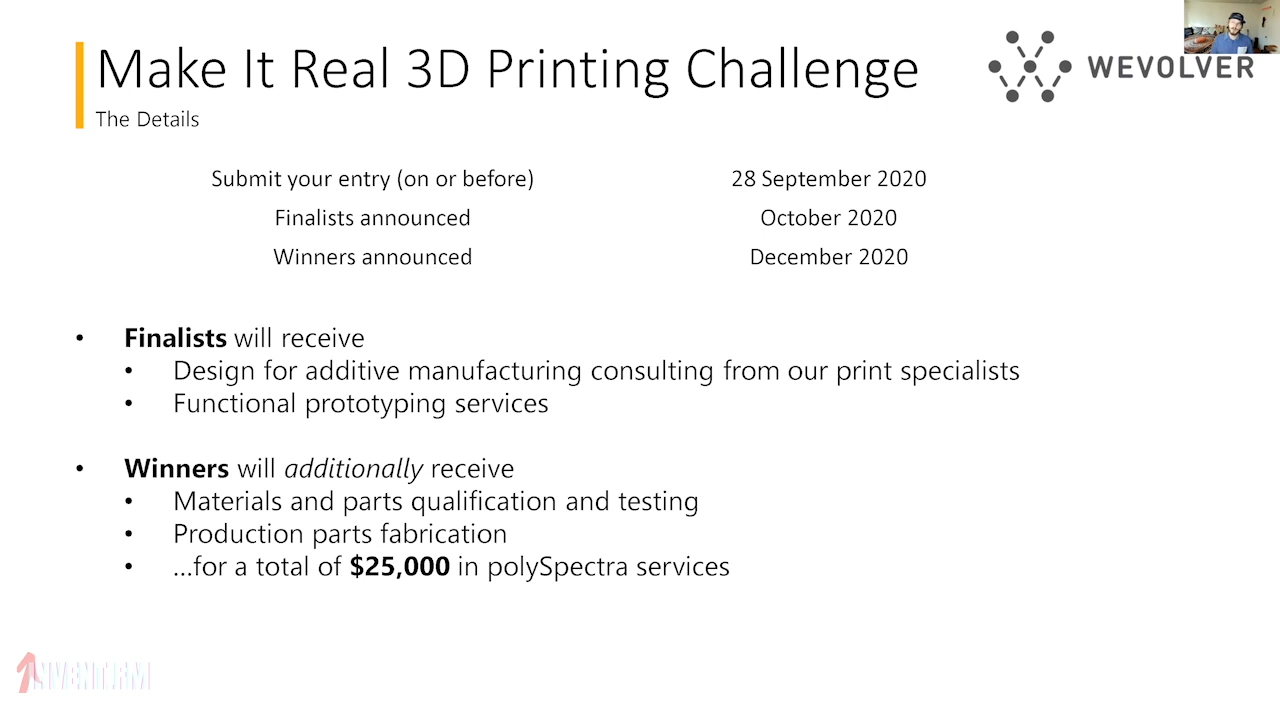 Make It Real 3D Printing Challenge
WEVOLVER
The Details
Submit your entry (on or before) 28 September 2020
Finalists announced October 2020
Winners announced December 2020
• Finalists will receive
• Design for additive manufacturing consulting from our print specialists
• Functional prototyping services
• Winners will additionally receive
• Materials and parts qualification and testing
• Production parts fabrication
• ...for a total of $25,000 in polySpectra services
INVENT.FM